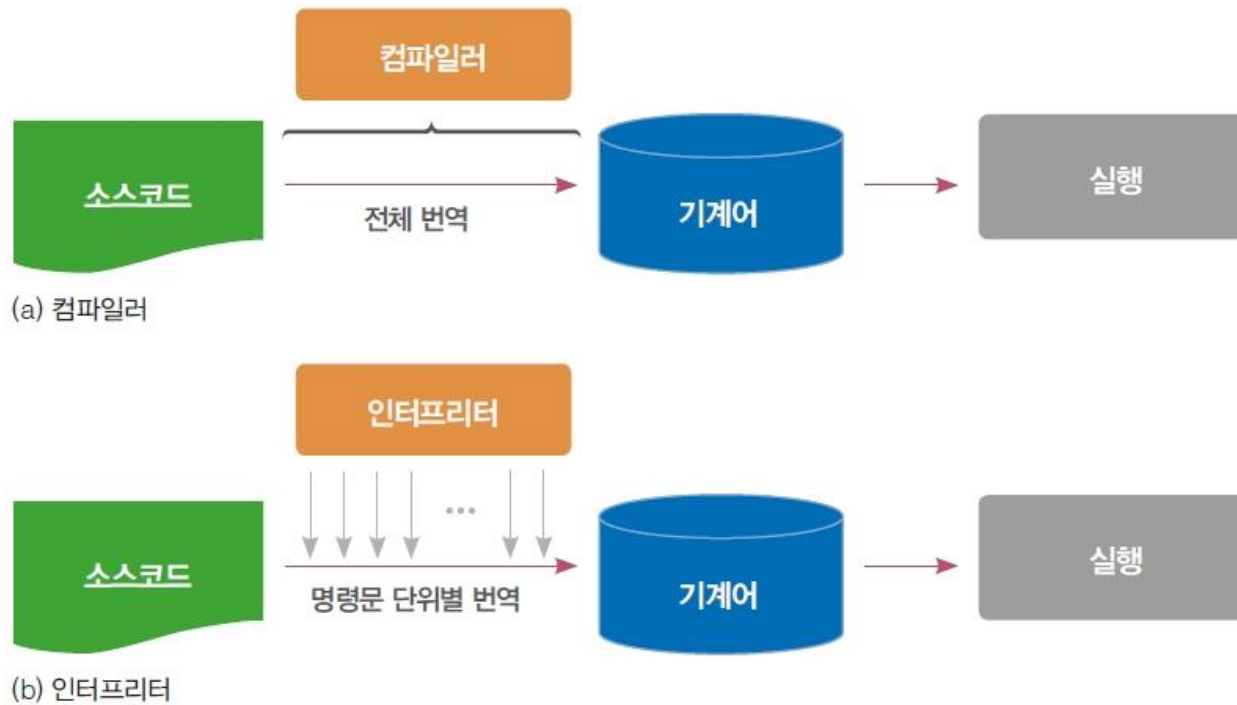 컴파일러
소스코드
전체 번역
기계어
실행
(a) 컴파일러
인터프리터
...
소스코드
명령문 단위별 번역
기계어
실행
(b) 인터프리터